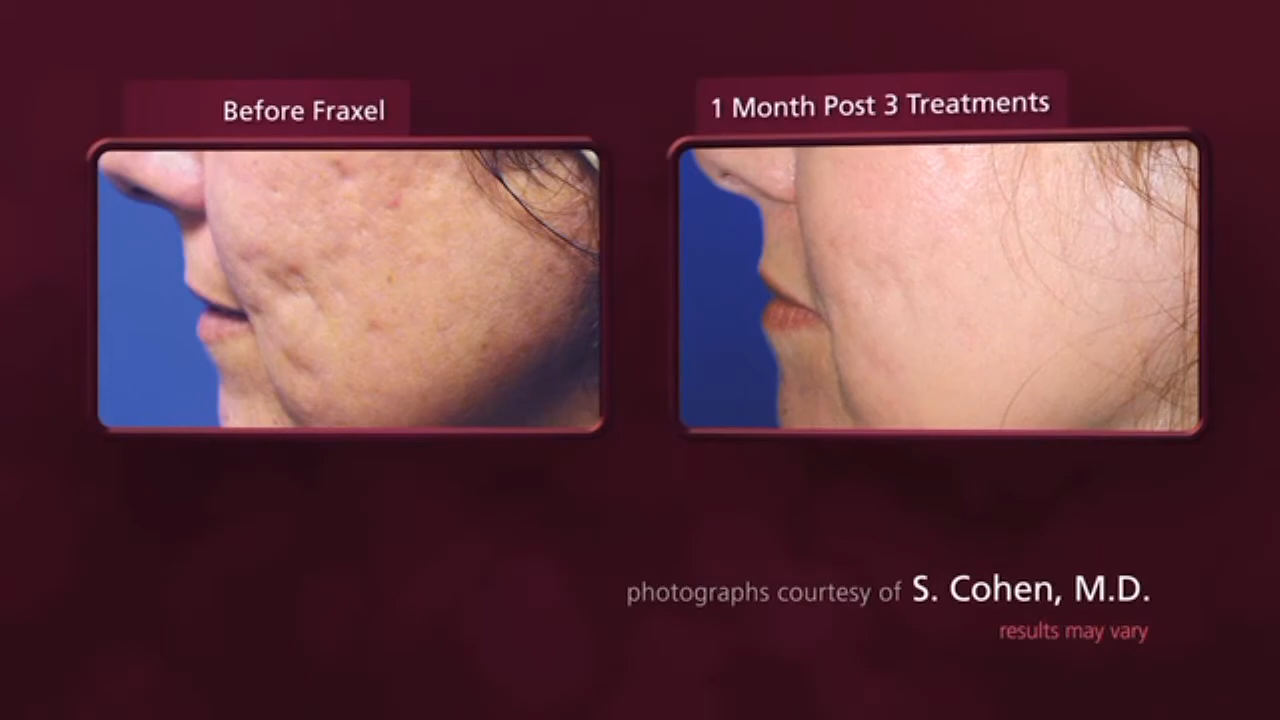 Before Fraxel
1 Month Post 3 Treatments
photographs courtesy of S. Cohen, M.D.
results may vary